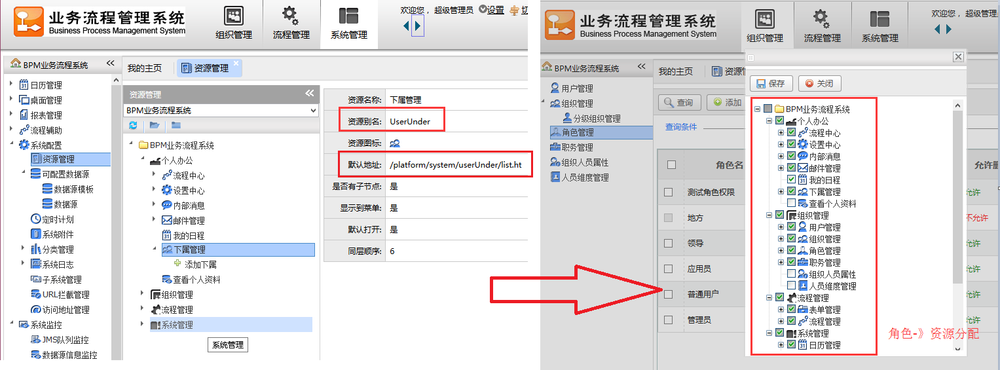 业务流程管理系统
Business Process Management System
组织管理
流程管理
系统管理
欢迎您， 超级管理员
设置
切
BPM业务流程系统
日历管理
桌面管理
报表管理
流程辅助
系统配置
资源管理
可配置数据源
数据源模板
数据源
定时计划
系统附件
分类管理
系统日志
子系统管理
URL拦截管理
访问地址管理
系统监控
JMS队列监控
数据源信息监控
我的主页
资源管理
资源管理
BPM业务流程系统
BPM业务流程系统
个人办公
流程中心
设置中心
内部消息
邮件管理
我的日程
下属管理
添加下属
查看个人资料
组织管理
流程管理
系统管理
系统管理
资源名称: 下属管理
资源别名: UserUnder
资源图标:
默认地址: /platform/system/userUnder/list.ht
是否有子节点: 是
显示到菜单: 是
默认打开: 是
同层顺序: 6
业务流程管理系统
Business Process Management System
组织管理
流程管理
系统管理
欢迎您， 超级管理
BPM业务流程系统
用户管理
组织管理
分级组织管理
角色管理
职务管理
组织人员属性
人员维度管理
我的主页
资源
查询
添加
查询条件
角色名
允许
测试角色权限
允许
地方
不允许
领导
允许
应用员
允许
普通用户
允许
管理员
允许
保存
关闭
BPM业务流程系统
个人办公
流程中心
设置中心
内部消息
邮件管理
我的日程
下属管理
查看个人资料
组织管理
用户管理
组织管理
角色管理
职务管理
组织人员属性
人员维度管理
流程管理
表单管理
流程管理
系统管理
日历管理
角色-》资源分配